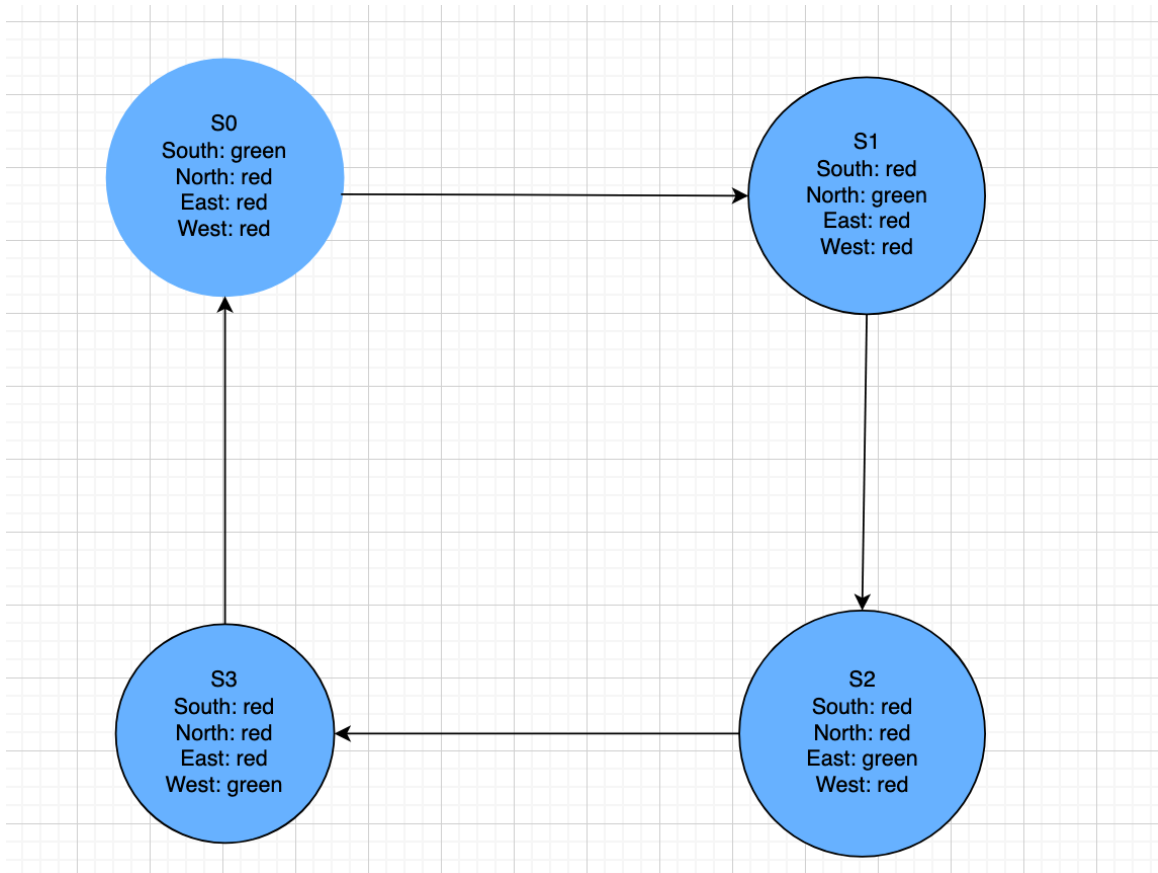 S0
South: green
North: red
East: red
West: red
S1
South: red
North: green
East: red
West: red
S3
South: red
North: red
East: red
West: green
S2
South: red
North: red
East: green
West: red